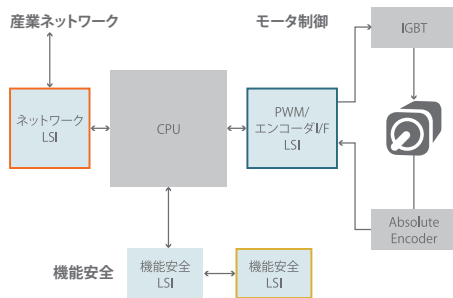 産業ネットワーク
モータ制御
IGBT
ネットワーク
LSI
CPU
PWM/
エンコーダI/F
LSI
Absolute
Encoder
機能安全
機能安全
LSI
機能安全
LSI